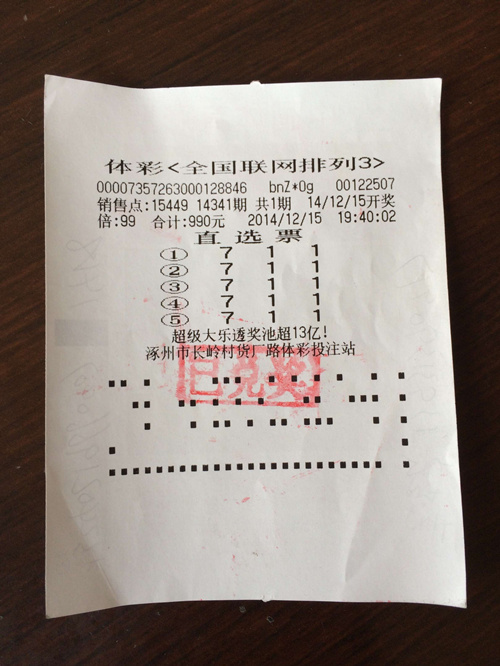 体彩<全国联网排列3>
00007357263000128846 bnZ*Og 00122507
销售点:15449 14341期 共1期 14/12/15开奖
倍:99 合计:990元 2014/12/15 19:40:02
直选票
① 7 1 1
② 7 1 1
③ 7 1 1
④ 7 1 1
⑤ 7 1 1
超级大乐透奖池超13亿!
涿州市长岭村货厂路体彩投注站
已兑奖